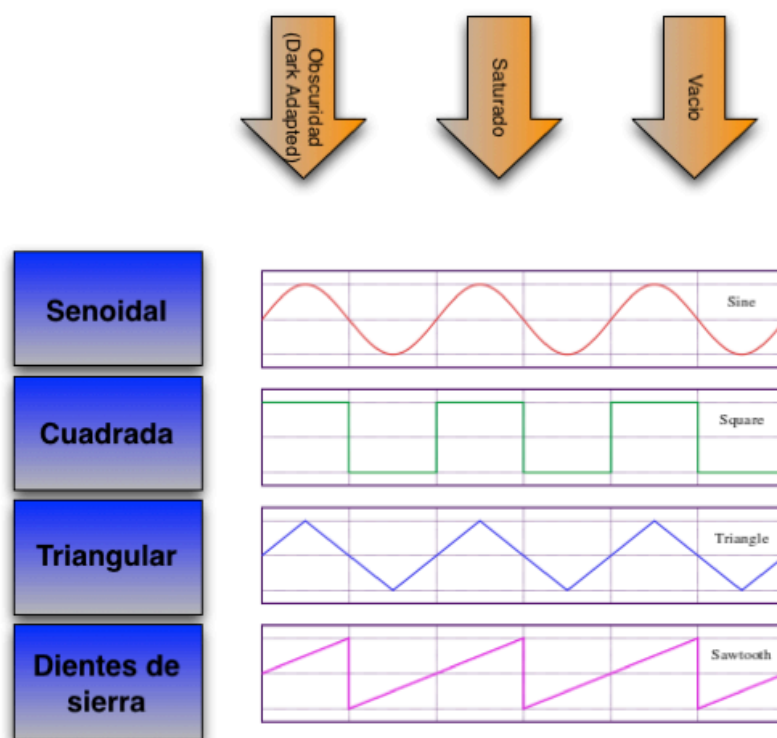 Obscuridad
(Dark Adapted)
Saturado
Vacio
Senoidal
Sine
Cuadrada
Square
Triangular
Triangle
Dientes de
sierra
Sawtooth